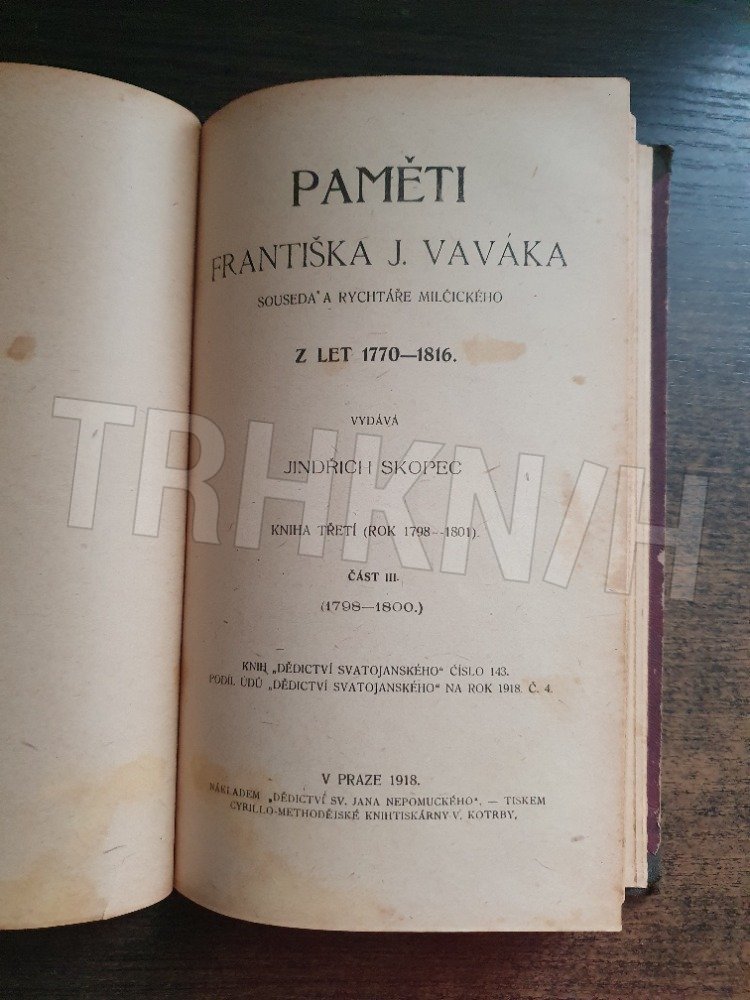 PAMĚTI
FRANTIŠKA J. VAVÁKA
SOUSEDA A RYCHTÁŘE MILČICKÉHO
Z LET 1770—1816.
VYDÁVÁ
JINDŘICH SKOPEC
KNIHA TŘETÍ (ROK 1798—1801).
ČÁST III.
(1798—1800.)
KNIH „DĚDICTVÍ SVATOJANSKÉHO“ ČÍSLO 143.
PODÍL ÚDŮ „DĚDICTVÍ SVATOJANSKÉHO“ NA ROK 1918. Č. 4.
V PRAZE 1918.
NÁKLADEM „DĚDICTVÍ SV. JANA NEPOMUCKÉHO“. — TISKEM
CYRILLO-METHODĚJSKÉ KNIHTISKÁRNY V. KOTRBY.
TRHKN/H